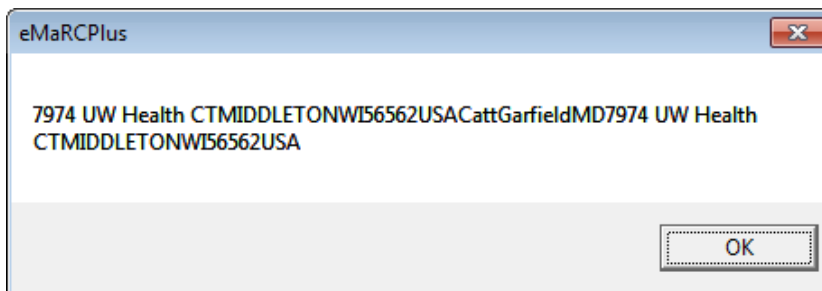 eMaRCPlus
7974 UW Health CTMIDDLETONWI56562USACattGarfieldMD7974 UW Health
CTMIDDLETONWI56562USA
OK